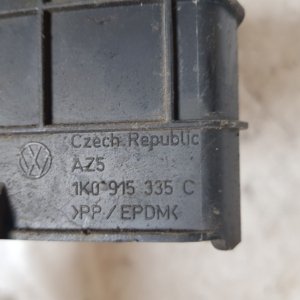 Czech Republic
AZ5
1K0 915 335 C
>PP/EPDM<